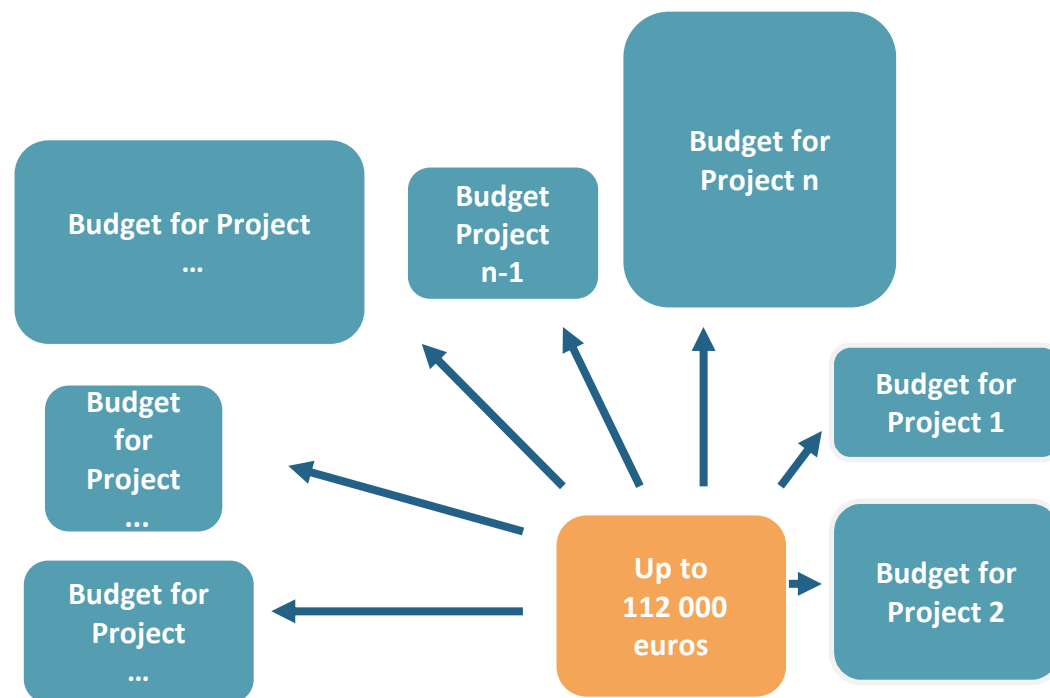 Budget for
Project n
Budget
Project
n-1
Budget for Project
...
Budget for
Project 1
Budget
for
Project
...
Up to
112 000
euros
Budget for
Project 2
Budget for
Project
...